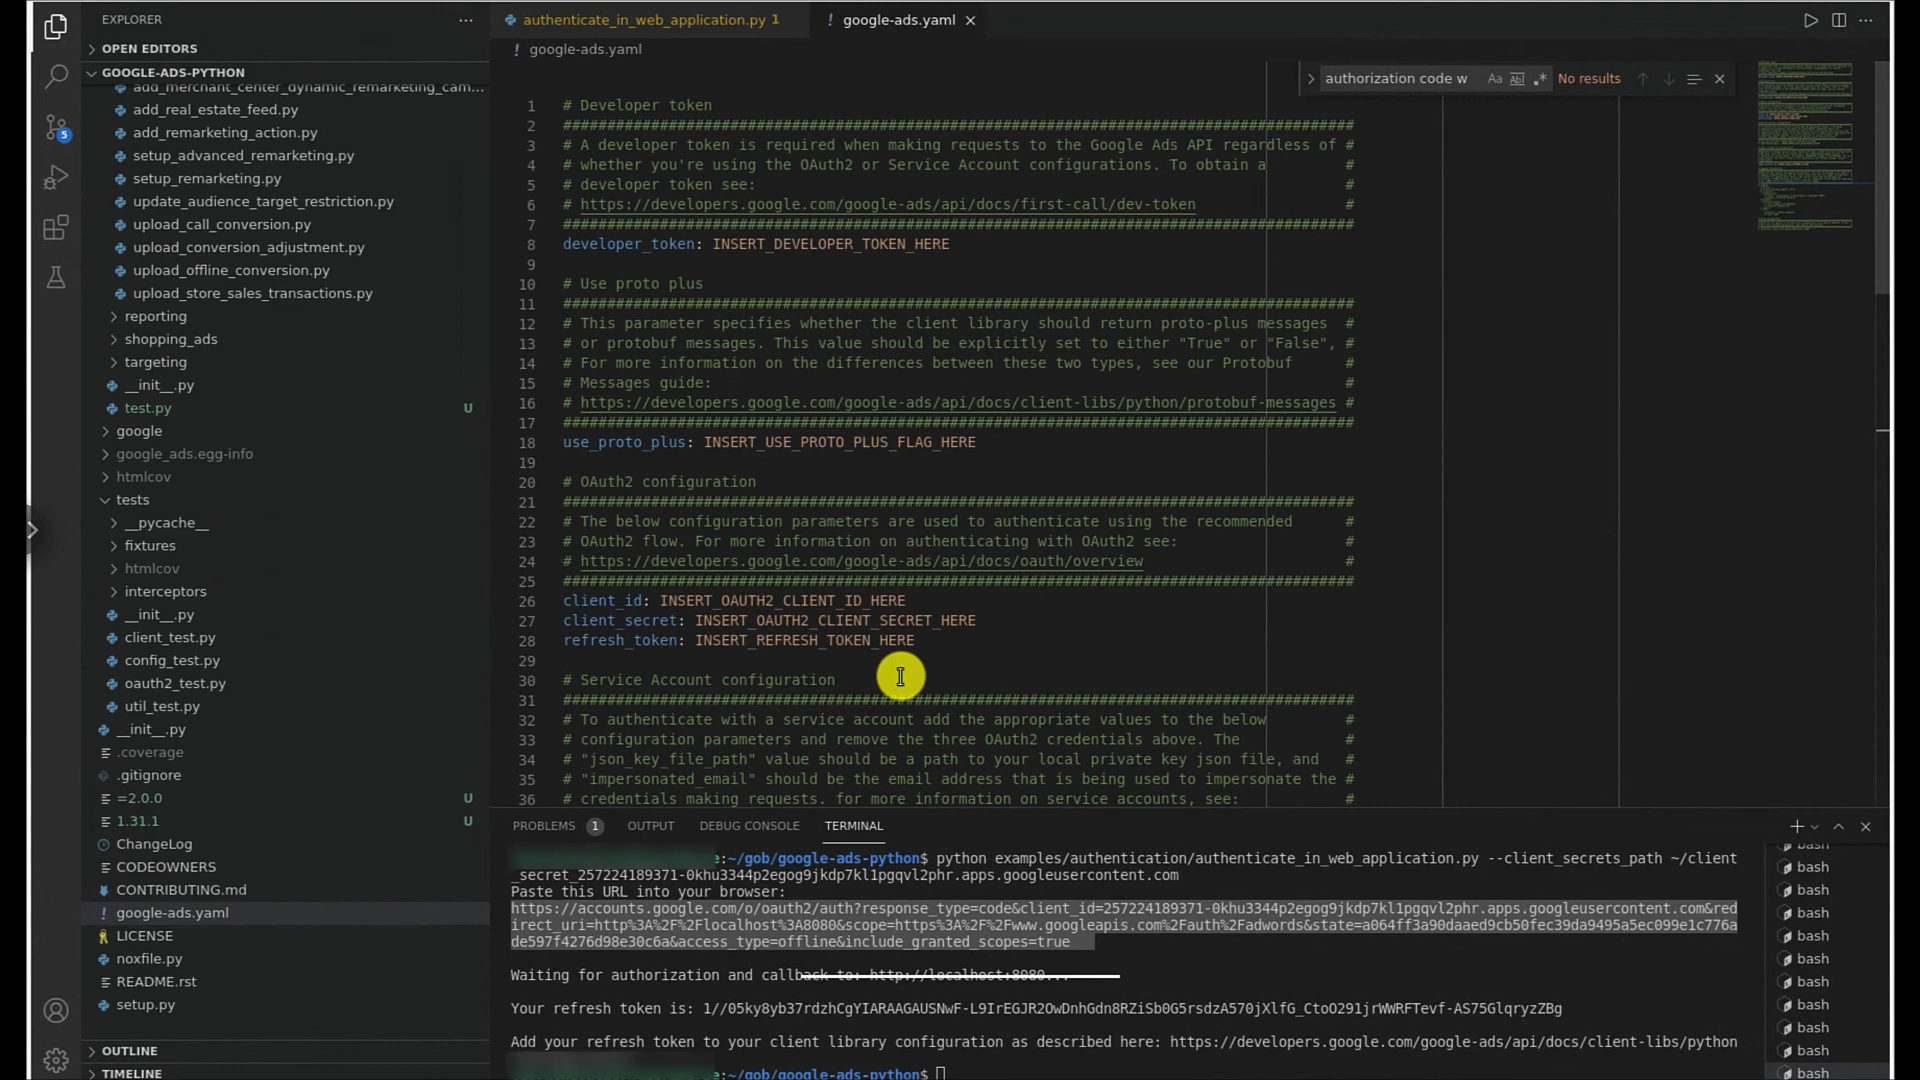 EXPLORER
OPEN EDITORS
GOOGLE-ADS-PYTHON
add_merchant_center_dynamic_remarketing_cam...
add_real_estate_feed.py
add_remarketing_action.py
5
setup_advanced_remarketing.py
setup_remarketing.py
update_audience_target_restriction.py
upload_call_conversion.py
upload_conversion_adjustment.py
upload_offline_conversion.py
upload_store_sales_transactions.py
reporting
shopping_ads
targeting
__init__.py
test.py U
google
google_ads.egg-info
htmlcov
tests
__pycache__
fixtures
htmlcov
interceptors
__init__.py
client_test.py
config_test.py
oauth2_test.py
util_test.py
__init__.py
.coverage
.gitignore
=2.0.0 U
1.31.1 U
ChangeLog
CODEOWNERS
CONTRIBUTING.md
! google-ads.yaml
LICENSE
noxfile.py
README.rst
setup.py
OUTLINE
TIMELINE
authenticate_in_web_application.py 1
! google-ads.yaml
! google-ads.yaml
authorization code w Aa Abl .* No results
1 # Developer token
2 ##########################################################################################
3 # A developer token is required when making requests to the Google Ads API regardless of #
4 # whether you're using the OAuth2 or Service Account configurations. To obtain a #
5 # developer token see: #
6 # https://developers.google.com/google-ads/api/docs/first-call/dev-token #
7 ##########################################################################################
8 developer_token: INSERT_DEVELOPER_TOKEN_HERE
9
10 # Use proto plus
11 ##########################################################################################
12 # This parameter specifies whether the client library should return proto-plus messages #
13 # or protobuf messages. This value should be explicitly set to either "True" or "False", #
14 # For more information on the differences between these two types, see our Protobuf #
15 # Messages guide: #
16 # https://developers.google.com/google-ads/api/docs/client-libs/python/protobuf-messages #
17 ##########################################################################################
18 use_proto_plus: INSERT_USE_PROTO_PLUS_FLAG_HERE
19
20 # OAuth2 configuration
21 ##########################################################################################
22 # The below configuration parameters are used to authenticate using the recommended #
23 # OAuth2 flow. For more information on authenticating with OAuth2 see: #
24 # https://developers.google.com/google-ads/api/docs/oauth/overview #
25 ##########################################################################################
26 client_id: INSERT_OAUTH2_CLIENT_ID_HERE
27 client_secret: INSERT_OAUTH2_CLIENT_SECRET_HERE
28 refresh_token: INSERT_REFRESH_TOKEN_HERE
29
30 # Service Account configuration
31 ##########################################################################################
32 # To authenticate with a service account add the appropriate values to the below #
33 # configuration parameters and remove the three OAuth2 credentials above. The #
34 # "json_key_file_path" value should be a path to your local private key json file, and #
35 # "impersonated_email" should be the email address that is being used to impersonate the #
36 # credentials making requests. for more information on service accounts, see: #
PROBLEMS 1 OUTPUT DEBUG CONSOLE TERMINAL
e:~/gob/google-ads-python$ python examples/authentication/authenticate_in_web_application.py --client_secrets_path ~/client
_secret_257224189371-0khu3344p2egog9jkdp7kl1pgqvl2phr.apps.googleusercontent.com
Paste this URL into your browser:
https://accounts.google.com/o/oauth2/auth?response_type=code&client_id=257224189371-0khu3344p2egog9jkdp7kl1pgqvl2phr.apps.googleusercontent.com&red
irect_uri=http%3A%2F%2Flocalhost%3A8080&scope=https%3A%2F%2Fwww.googleapis.com%2Fauth%2Fadwords&state=a064ff3a90daaed9cb50fec39da9495a5ec099e1c776a
de597f4276d98e30c6a&access_type=offline&include_granted_scopes=true
Waiting for authorization and callback to: http://localhost:8080...
Your refresh token is: 1//05ky8yb37rdzhCgYIARAAGAUSNwF-L9IrEGJR2OwDnhGdn8RZiSb0G5rsdzA570jXlfG_CtoO291jrWWRFTevf-AS75GlqryzZBg
Add your refresh token to your client library configuration as described here: https://developers.google.com/google-ads/api/docs/client-libs/python
e:~/gob/google-ads-python$
bash
bash
bash
bash
bash
bash
bash
bash
bash
bash
bash